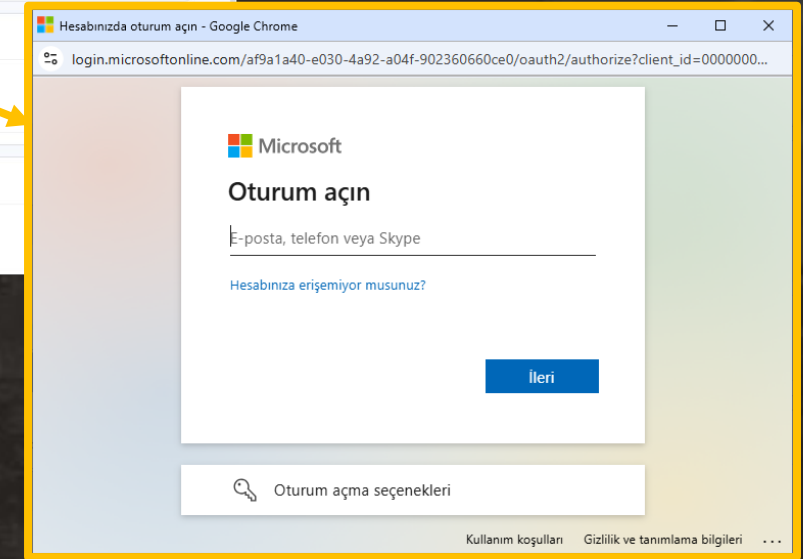 Hesabınızda oturum açın - Google Chrome
login.microsoftonline.com/af9a1a40-e030-4a92-a04f-902360660ce0/oauth2/authorize?client_id=0000000...
Microsoft
Oturum açın
E-posta, telefon veya Skype
Hesabınıza erişemiyor musunuz?
İleri
Oturum açma seçenekleri
Kullanım koşulları Gizlilik ve tanımlama bilgileri ...